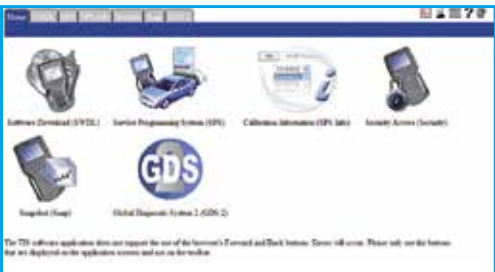 Home
Software Download (SWDL)
Service Programming System (SPS)
Calibration Information (SPS Info)
Security Access (Security)
GDS
2
Snapshot (Snap)
Global Diagnostic System 2 (GDS 2)
The TIS software application does not support the use of the browser's Forward and Back buttons. Errors will occur. Please only use the buttons
that are displayed on the application screens and not on the toolbar.